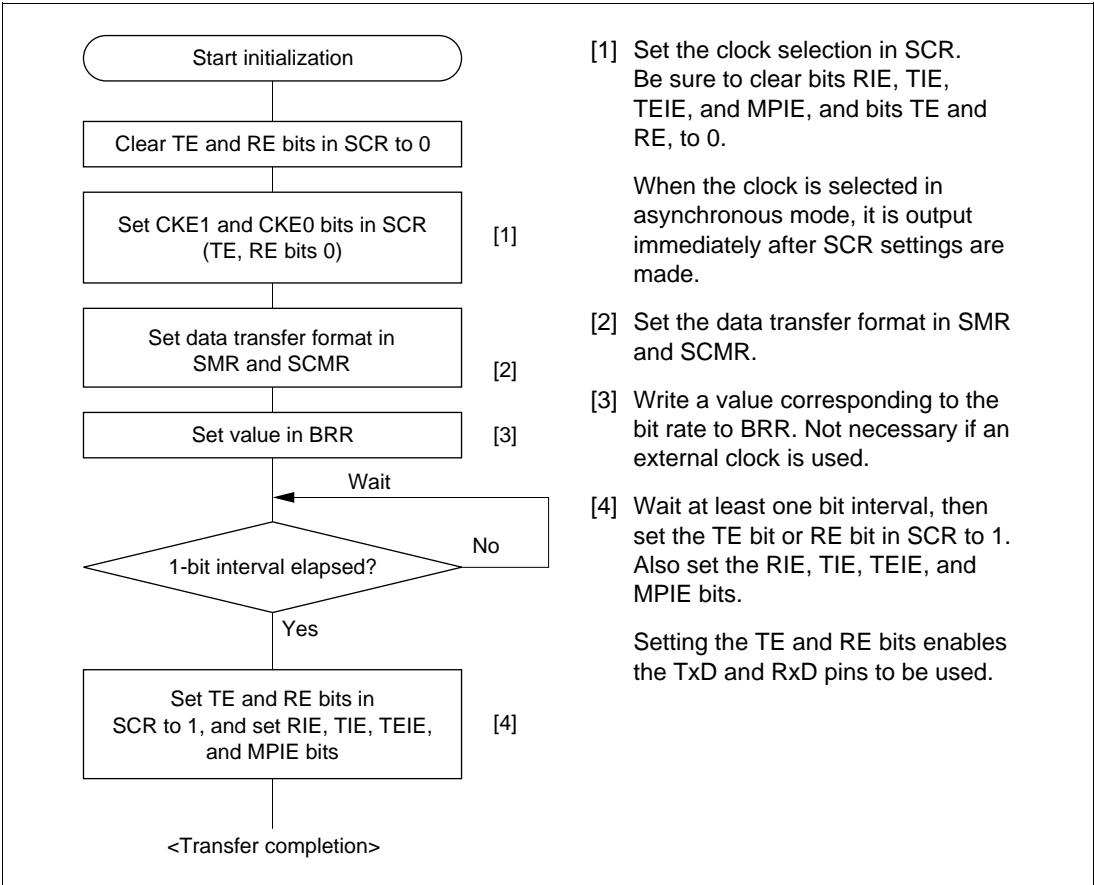 Start initialization
Clear TE and RE bits in SCR to 0
Set CKE1 and CKE0 bits in SCR
(TE, RE bits 0)
[1]
Set data transfer format in
SMR and SCMR
[2]
Set value in BRR
[3]
Wait
1-bit interval elapsed?
No
Yes
Set TE and RE bits in
SCR to 1, and set RIE, TIE, TEIE,
and MPIE bits
[4]
<Transfer completion>
[1] Set the clock selection in SCR.
Be sure to clear bits RIE, TIE,
TEIE, and MPIE, and bits TE and
RE, to 0.
When the clock is selected in
asynchronous mode, it is output
immediately after SCR settings are
made.
[2] Set the data transfer format in SMR
and SCMR.
[3] Write a value corresponding to the
bit rate to BRR. Not necessary if an
external clock is used.
[4] Wait at least one bit interval, then
set the TE bit or RE bit in SCR to 1.
Also set the RIE, TIE, TEIE, and
MPIE bits.
Setting the TE and RE bits enables
the TxD and RxD pins to be used.